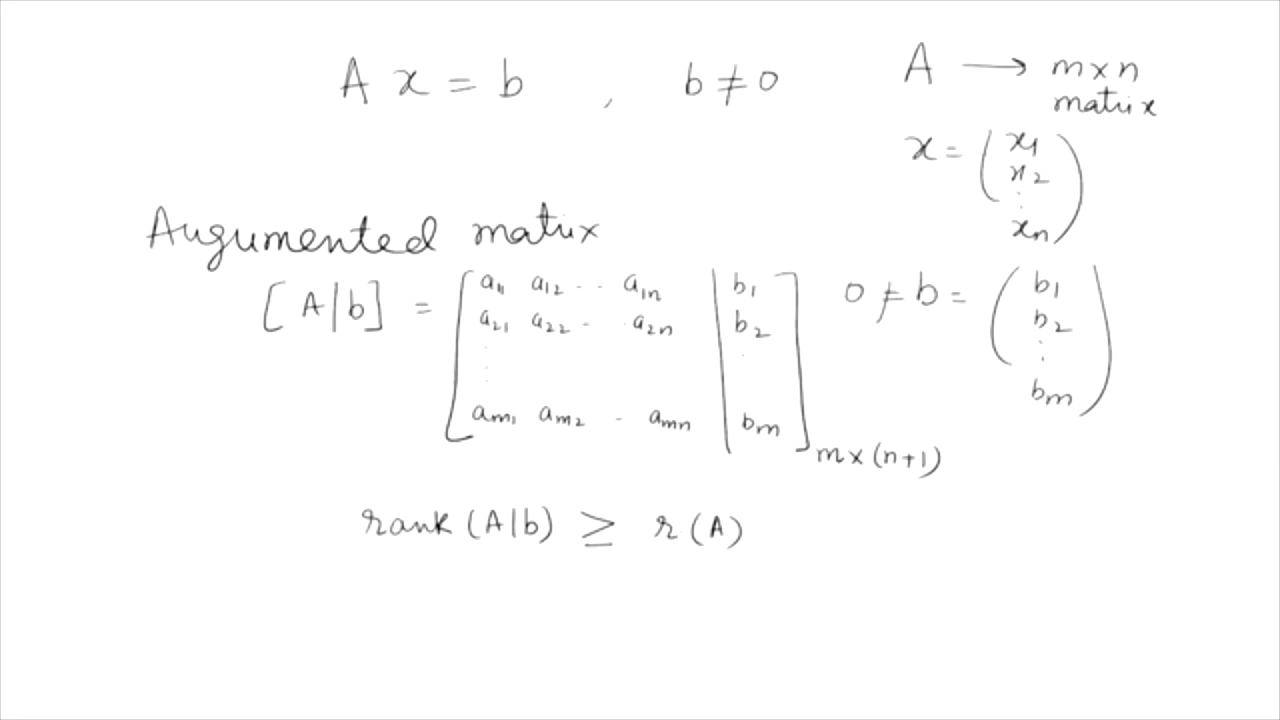 A x = b , b ≠ 0
A → m×n
matrix
x = ( x1
x2
⋮
xn )
Augumented matrix
[A|b] = [ a11 a12 - - a1n | b1
a21 a22 - . a2n | b2
⋮
am1 am2 - amn | bm ] m×(n+1)
0 ≠ b = ( b1
b2
⋮
bm )
rank (A|b) ≥ r (A)